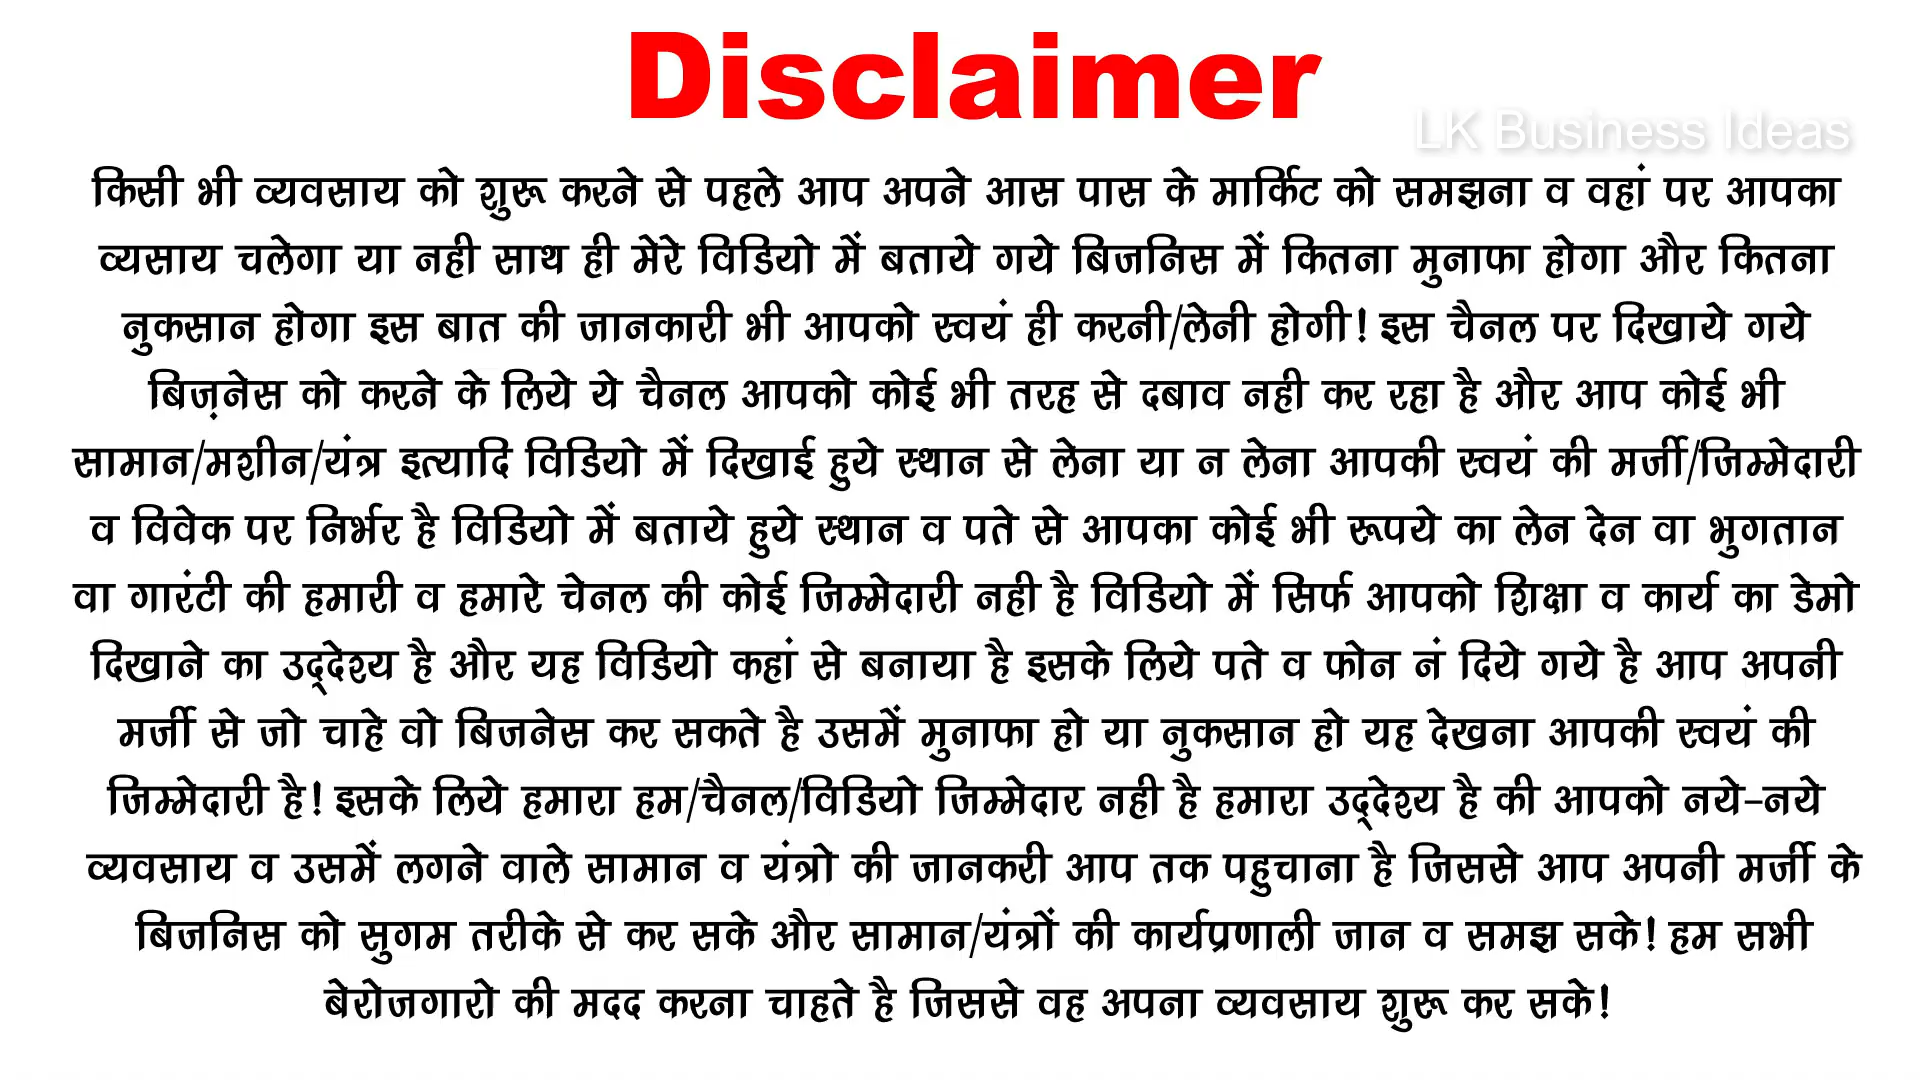 Disclaimer
LK Business Ideas
किसी भी व्यवसाय को शुरू करने से पहले आप अपने आस पास के मार्किट को समझना व वहां पर आपका
व्यसाय चलेगा या नही साथ ही मेरे विडियो में बताये गये बिजनिस में कितना मुनाफा होगा और कितना
नुकसान होगा इस बात की जानकारी भी आपको स्वयं ही करनी/लेनी होगी! इस चैनल पर दिखाये गये
बिज़नेस को करने के लिये ये चैनल आपको कोई भी तरह से दबाव नही कर रहा है और आप कोई भी
सामान/मशीन/यंत्र इत्यादि विडियो में दिखाई हुये स्थान से लेना या न लेना आपकी स्वयं की मर्जी/जिम्मेदारी
व विवेक पर निर्भर है विडियो में बताये हुये स्थान व पते से आपका कोई भी रूपये का लेन देन वा भुगतान
वा गारंटी की हमारी व हमारे चेनल की कोई जिम्मेदारी नही है विडियो में सिर्फ आपको शिक्षा व कार्य का डेमो
दिखाने का उद्देश्य है और यह विडियो कहां से बनाया है इसके लिये पते व फोन नं दिये गये है आप अपनी
मर्जी से जो चाहे वो बिजनेस कर सकते है उसमें मुनाफा हो या नुकसान हो यह देखना आपकी स्वयं की
जिम्मेदारी है! इसके लिये हमारा हम/चैनल/विडियो जिम्मेदार नही है हमारा उद्देश्य है की आपको नये-नये
व्यवसाय व उसमें लगने वाले सामान व यंत्रो की जानकरी आप तक पहुचाना है जिससे आप अपनी मर्जी के
बिजनिस को सुगम तरीके से कर सके और सामान/यंत्रों की कार्यप्रणाली जान व समझ सके! हम सभी
बेरोजगारो की मदद करना चाहते है जिससे वह अपना व्यवसाय शुरू कर सके!